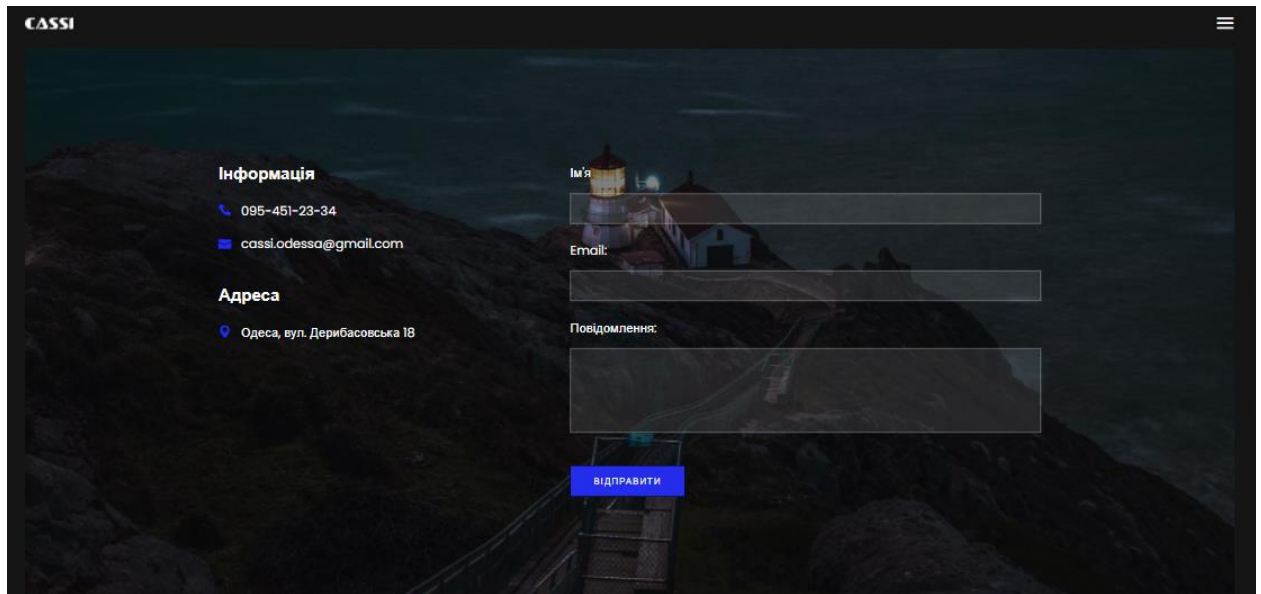 CASSI
Інформація
095-451-23-34
cassi.odessa@gmail.com
Адреса
Одеса, вул. Дерибасовська 18
Ім'я
Email:
Повідомлення:
ВІДПРАВИТИ